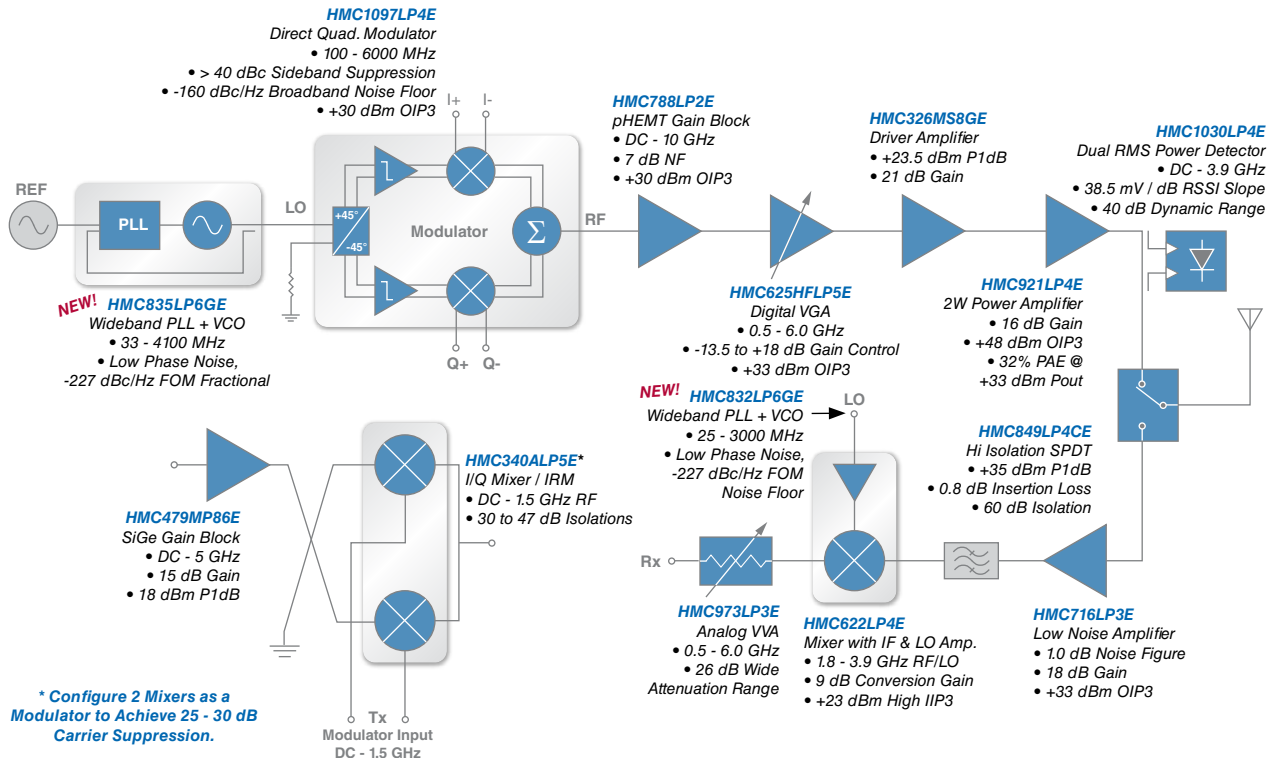 HMC1097LP4E
Direct Quad. Modulator
• 100 - 6000 MHz
• > 40 dBc Sideband Suppression
• -160 dBc/Hz Broadband Noise Floor
• +30 dBm OIP3
I+
I-
HMC788LP2E
pHEMT Gain Block
• DC - 10 GHz
• 7 dB NF
• +30 dBm OIP3
HMC326MS8GE
Driver Amplifier
• +23.5 dBm P1dB
• 21 dB Gain
HMC1030LP4E
Dual RMS Power Detector
• DC - 3.9 GHz
• 38.5 mV / dB RSSI Slope
• 40 dB Dynamic Range
REF
PLL
LO
+45°
-45°
Modulator
Σ
RF
Q+
Q-
NEW!
HMC835LP6GE
Wideband PLL + VCO
• 33 - 4100 MHz
• Low Phase Noise,
-227 dBc/Hz FOM Fractional
HMC625HFLP5E
Digital VGA
• 0.5 - 6.0 GHz
• -13.5 to +18 dB Gain Control
• +33 dBm OIP3
HMC921LP4E
2W Power Amplifier
• 16 dB Gain
• +48 dBm OIP3
• 32% PAE @
+33 dBm Pout
NEW!
HMC832LP6GE
Wideband PLL + VCO
• 25 - 3000 MHz
• Low Phase Noise,
-227 dBc/Hz FOM
Noise Floor
LO
HMC849LP4CE
Hi Isolation SPDT
• +35 dBm P1dB
• 0.8 dB Insertion Loss
• 60 dB Isolation
HMC340ALP5E*
I/Q Mixer / IRM
• DC - 1.5 GHz RF
• 30 to 47 dB Isolations
HMC479MP86E
SiGe Gain Block
• DC - 5 GHz
• 15 dB Gain
• 18 dBm P1dB
Rx
HMC973LP3E
Analog VVA
• 0.5 - 6.0 GHz
• 26 dB Wide
Attenuation Range
HMC622LP4E
Mixer with IF & LO Amp.
• 1.8 - 3.9 GHz RF/LO
• 9 dB Conversion Gain
• +23 dBm High IIP3
HMC716LP3E
Low Noise Amplifier
• 1.0 dB Noise Figure
• 18 dB Gain
• +33 dBm OIP3
* Configure 2 Mixers as a
Modulator to Achieve 25 - 30 dB
Carrier Suppression.
Tx
Modulator Input
DC - 1.5 GHz